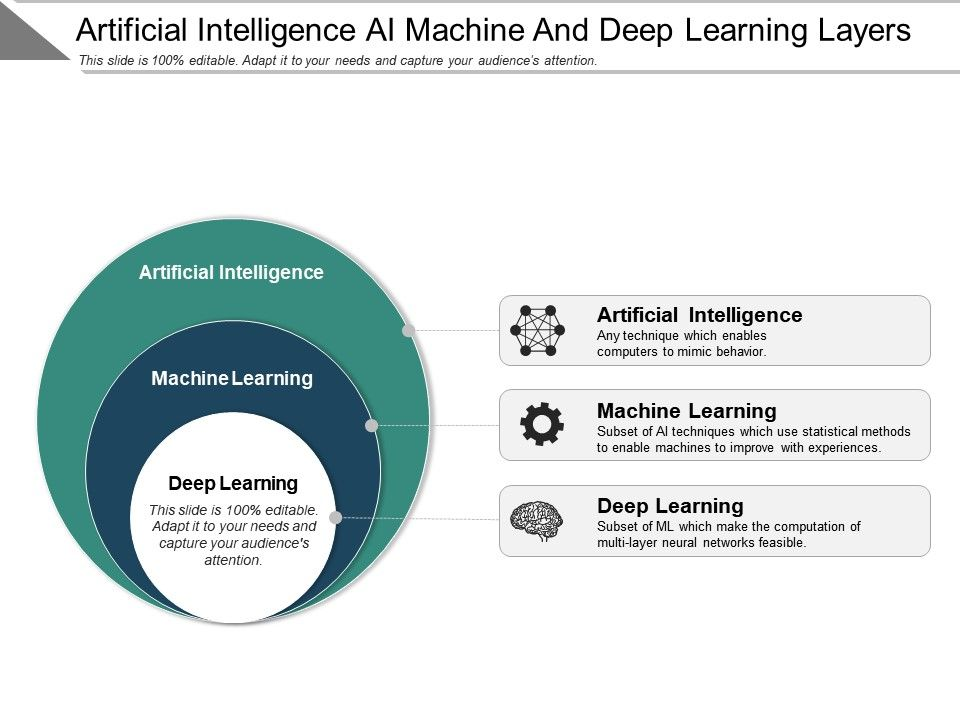 Artificial Intelligence AI Machine And Deep Learning Layers
This slide is 100% editable. Adapt it to your needs and capture your audience's attention.
Artificial Intelligence
Machine Learning
Deep Learning
This slide is 100% editable.
Adapt it to your needs and
capture your audience's
attention.
Artificial Intelligence
Any technique which enables
computers to mimic behavior.
Machine Learning
Subset of AI techniques which use statistical methods
to enable machines to improve with experiences.
Deep Learning
Subset of ML which make the computation of
multi-layer neural networks feasible.